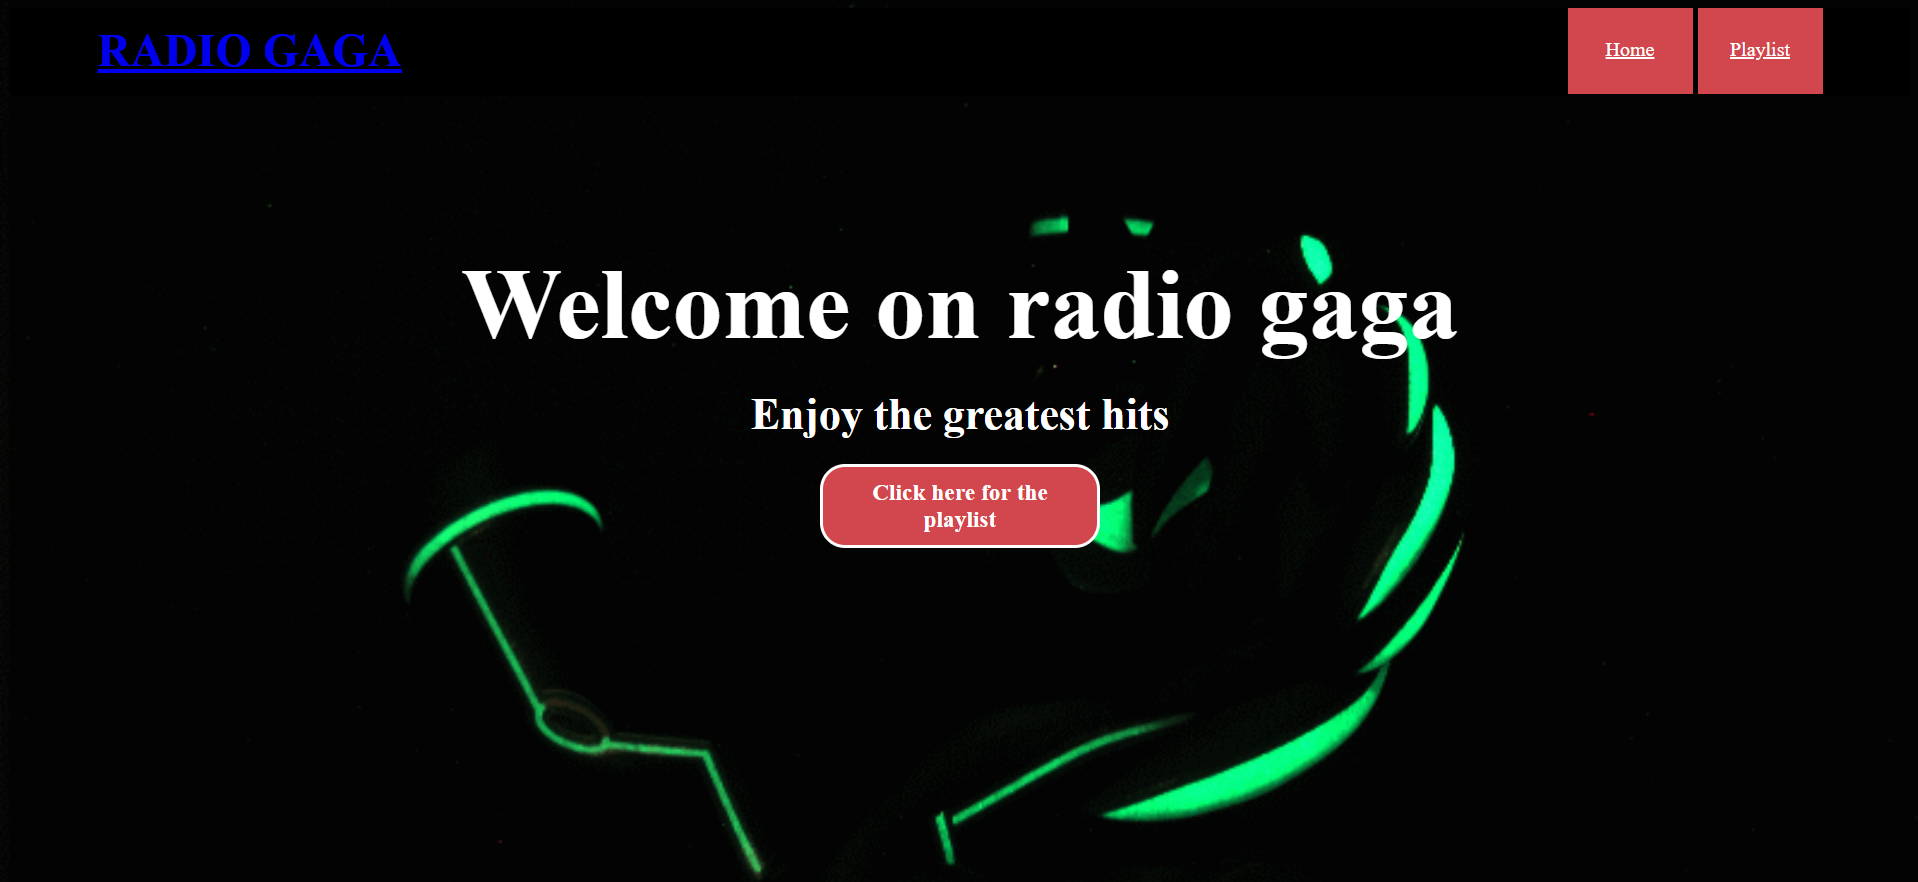 RADIO GAGA
Home
Playlist
Welcome on radio gaga
Enjoy the greatest hits
Click here for the
playlist